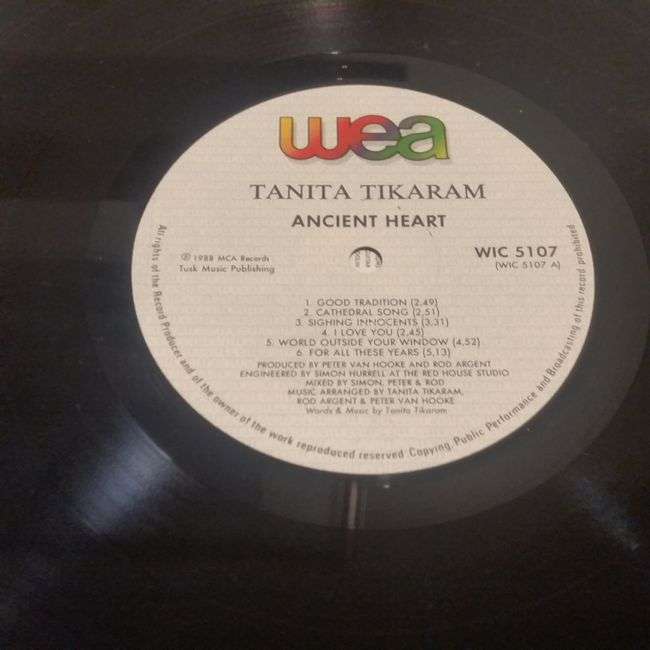 wea
TANITA TIKARAM
ANCIENT HEART
℗ 1988 MCA Records
Tusk Music Publishing
WIC 5107
(WIC 5107 A)
1. GOOD TRADITION (2,49)
2. CATHEDRAL SONG (2,51)
3. SIGHING INNOCENTS (3,31)
4. I LOVE YOU (2,45)
5. WORLD OUTSIDE YOUR WINDOW (4,52)
6. FOR ALL THESE YEARS (5,13)
PRODUCED BY PETER VAN HOOKE AND ROD ARGENT
ENGINEERED BY SIMON HURRELL AT THE RED HOUSE STUDIO
MIXED BY SIMON, PETER & ROD
MUSIC ARRANGED BY TANITA TIKARAM,
ROD ARGENT & PETER VAN HOOKE
Words & Music by Tanita Tikaram
All rights of the Record Producer and of the owner of the work reproduced reserved Copying, Public Performance and Broadcasting of this record prohibited